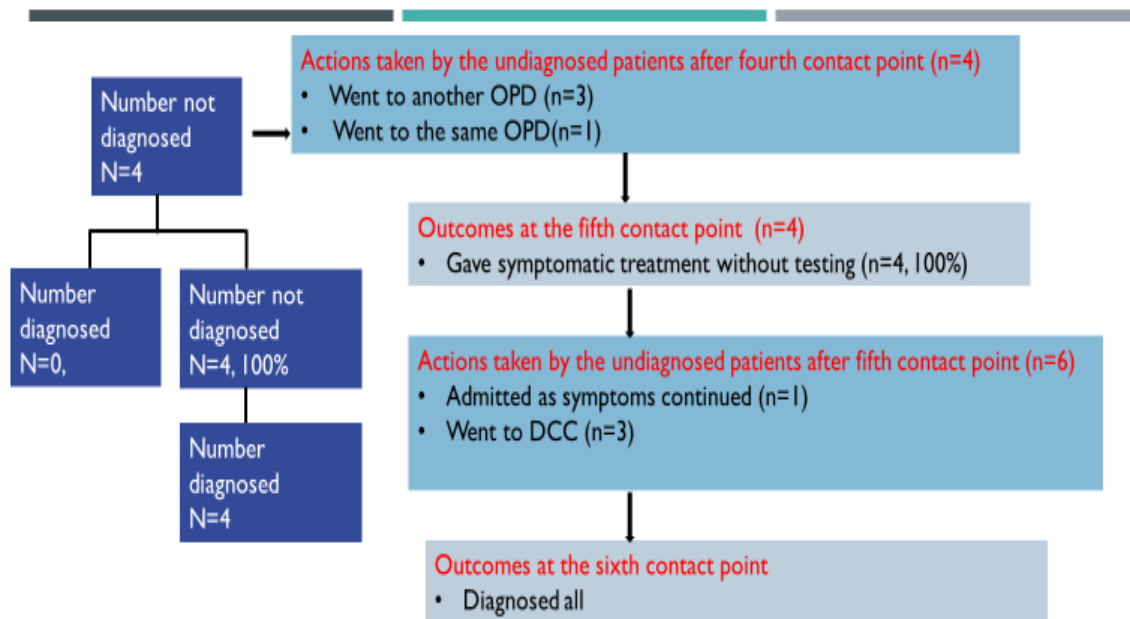 Number not
diagnosed
N=4
Actions taken by the undiagnosed patients after fourth contact point (n=4)
• Went to another OPD (n=3)
• Went to the same OPD(n=1)
Number
diagnosed
N=0,
Number not
diagnosed
N=4, 100%
Outcomes at the fifth contact point (n=4)
• Gave symptomatic treatment without testing (n=4, 100%)
Number
diagnosed
N=4
Actions taken by the undiagnosed patients after fifth contact point (n=6)
• Admitted as symptoms continued (n=1)
• Went to DCC (n=3)
Outcomes at the sixth contact point
• Diagnosed all